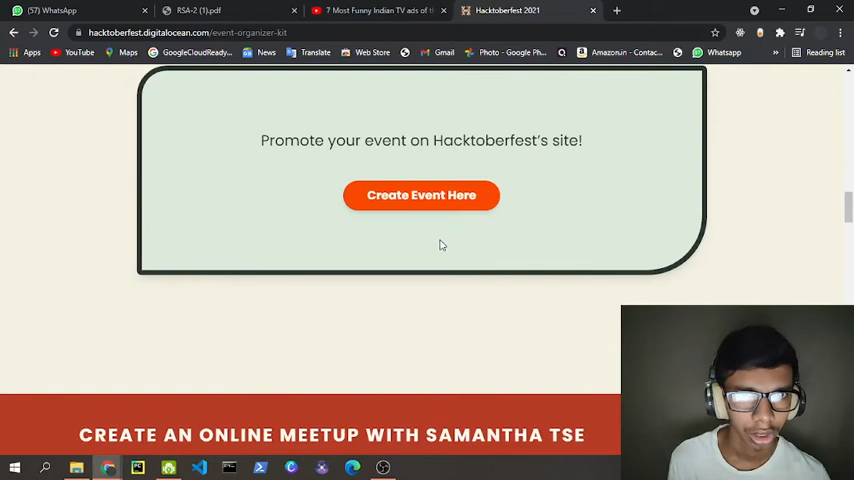 (57) WhatsApp
RSA-2 (1).pdf
7 Most Funny Indian TV ads of th
Hacktoberfest 2021
hacktoberfest.digitalocean.com/event-organizer-kit
Apps
YouTube
Maps
GoogleCloudReady...
News
Translate
Web Store
Gmail
Photo - Google Ph...
Amazon.in - Contac...
Whatsapp
Reading list
Promote your event on Hacktoberfest's site!
Create Event Here
CREATE AN ONLINE MEETUP WITH SAMANTHA TSE